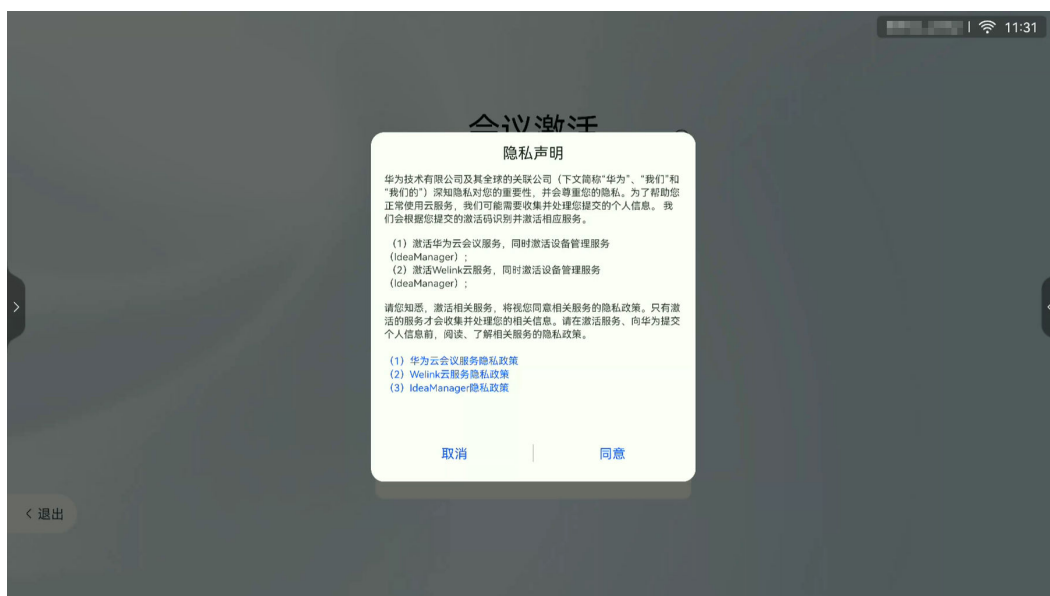 11:31
会议激活
隐私声明
华为技术有限公司及其全球的关联公司（下文简称“华为”、“我们”和
“我们的”）深知隐私对您的重要性，并会尊重您的隐私。为了帮助您
正常使用云服务，我们可能需要收集并处理您提交的个人信息。 我
们会根据您提交的激活码识别并激活相应服务。
（1）激活华为云会议服务，同时激活设备管理服务
（IdeaManager）;
（2）激活Welink云服务，同时激活设备管理服务
（IdeaManager）;
请您知悉，激活相关服务，将视您同意相关服务的隐私政策。只有激
活的服务才会收集并处理您的相关信息。请在激活服务、向华为提交
个人信息前，阅读、了解相关服务的隐私政策。
（1）华为云会议服务隐私政策
（2）Welink云服务隐私政策
（3）IdeaManager隐私政策
取消
同意
退出